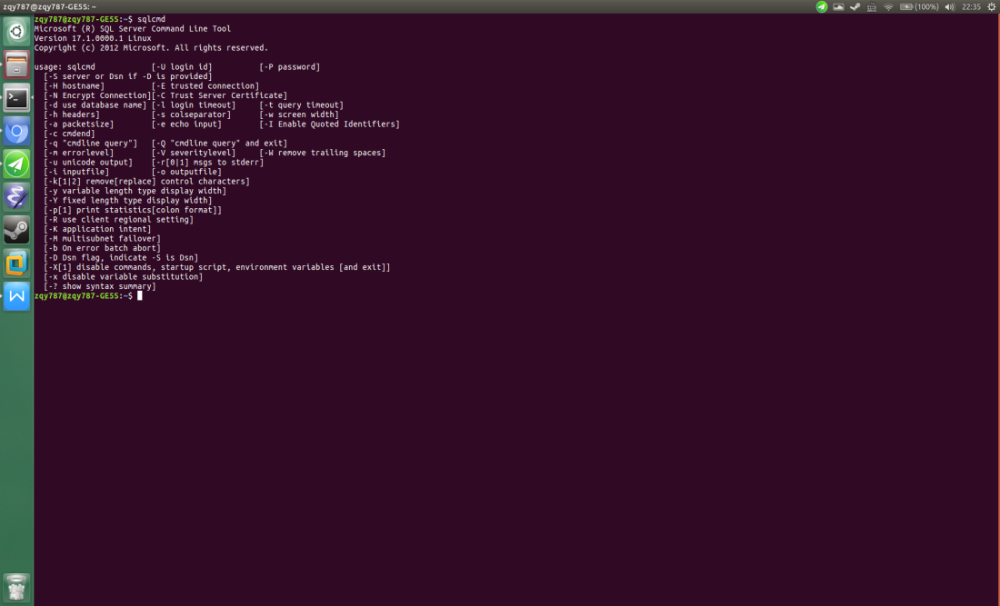 zqy787@zqy787-GE5S: ~
(100%)
22:35
zqy787@zqy787-GE5S:~$ sqlcmd
Microsoft (R) SQL Server Command Line Tool
Version 17.1.0000.1 Linux
Copyright (c) 2012 Microsoft. All rights reserved.
usage: sqlcmd            [-U login id]          [-P password]
  [-S server or Dsn if -D is provided]
  [-H hostname]          [-E trusted connection]
  [-N Encrypt Connection][-C Trust Server Certificate]
  [-d use database name] [-l login timeout]     [-t query timeout]
  [-h headers]           [-s colseparator]      [-w screen width]
  [-a packetsize]        [-e echo input]        [-I Enable Quoted Identifiers]
  [-c cmdend]
  [-q "cmdline query"]   [-Q "cmdline query" and exit]
  [-m errorlevel]        [-V severitylevel]     [-W remove trailing spaces]
  [-u unicode output]    [-r[0|1] msgs to stderr]
  [-i inputfile]         [-o outputfile]
  [-k[1|2] remove[replace] control characters]
  [-y variable length type display width]
  [-Y fixed length type display width]
  [-p[1] print statistics[colon format]]
  [-R use client regional setting]
  [-K application intent]
  [-M multisubnet failover]
  [-b On error batch abort]
  [-D Dsn flag, indicate -S is Dsn]
  [-X[1] disable commands, startup script, environment variables [and exit]]
  [-x disable variable substitution]
  [-? show syntax summary]
zqy787@zqy787-GE5S:~$